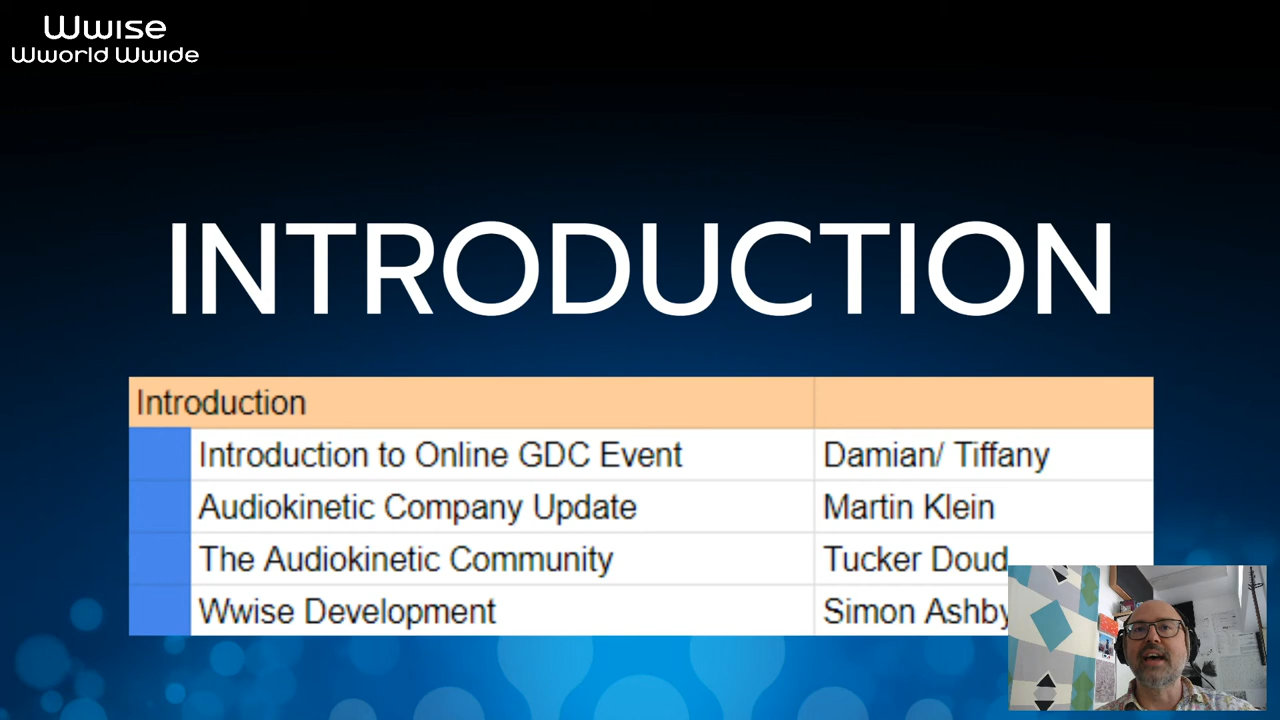 Wwise
Wworld Wwide
INTRODUCTION
Introduction
Introduction to Online GDC Event Damian/ Tiffany
Audiokinetic Company Update Martin Klein
The Audiokinetic Community Tucker Doud
Wwise Development Simon Ashby